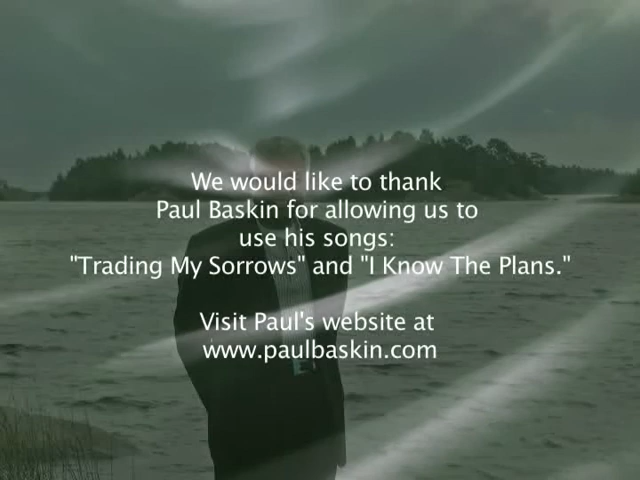 We would like to thank
Paul Baskin for allowing us to
use his songs:
"Trading My Sorrows" and "I Know The Plans."
Visit Paul's website at
www.paulbaskin.com